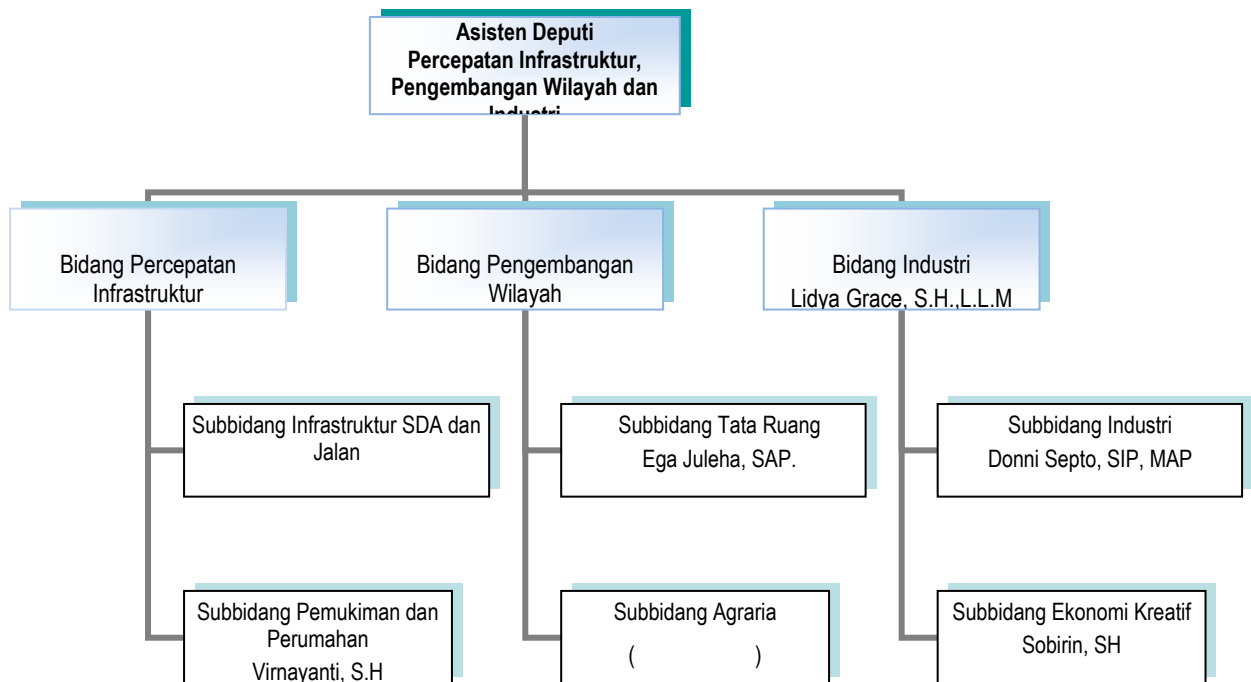 Asisten Deputi
Percepatan Infrastruktur,
Pengembangan Wilayah dan
Industri
Bidang Percepatan
Infrastruktur
Bidang Pengembangan
Wilayah
Bidang Industri
Lidya Grace, S.H.,L.L.M
Subbidang Infrastruktur SDA dan
Jalan
Subbidang Tata Ruang
Ega Juleha, SAP.
Subbidang Industri
Donni Septo, SIP, MAP
Subbidang Pemukiman dan
Perumahan
Virnayanti, S.H
Subbidang Agraria
( )
Subbidang Ekonomi Kreatif
Sobirin, SH